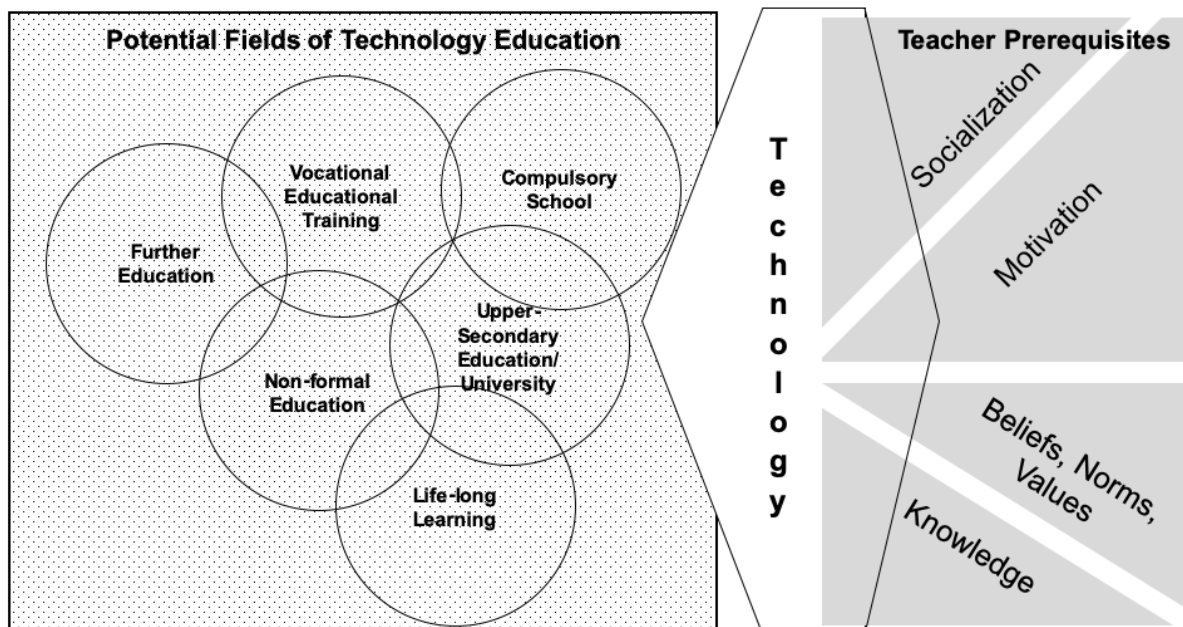 Potential Fields of Technology Education
Vocational
Educational
Training
Compulsory
School
Further
Education
Upper-
Secondary
Education/
University
Non-formal
Education
Life-long
Learning
Technology
Teacher Prerequisites
Socialization
Motivation
Beliefs, Norms,
Values
Knowledge